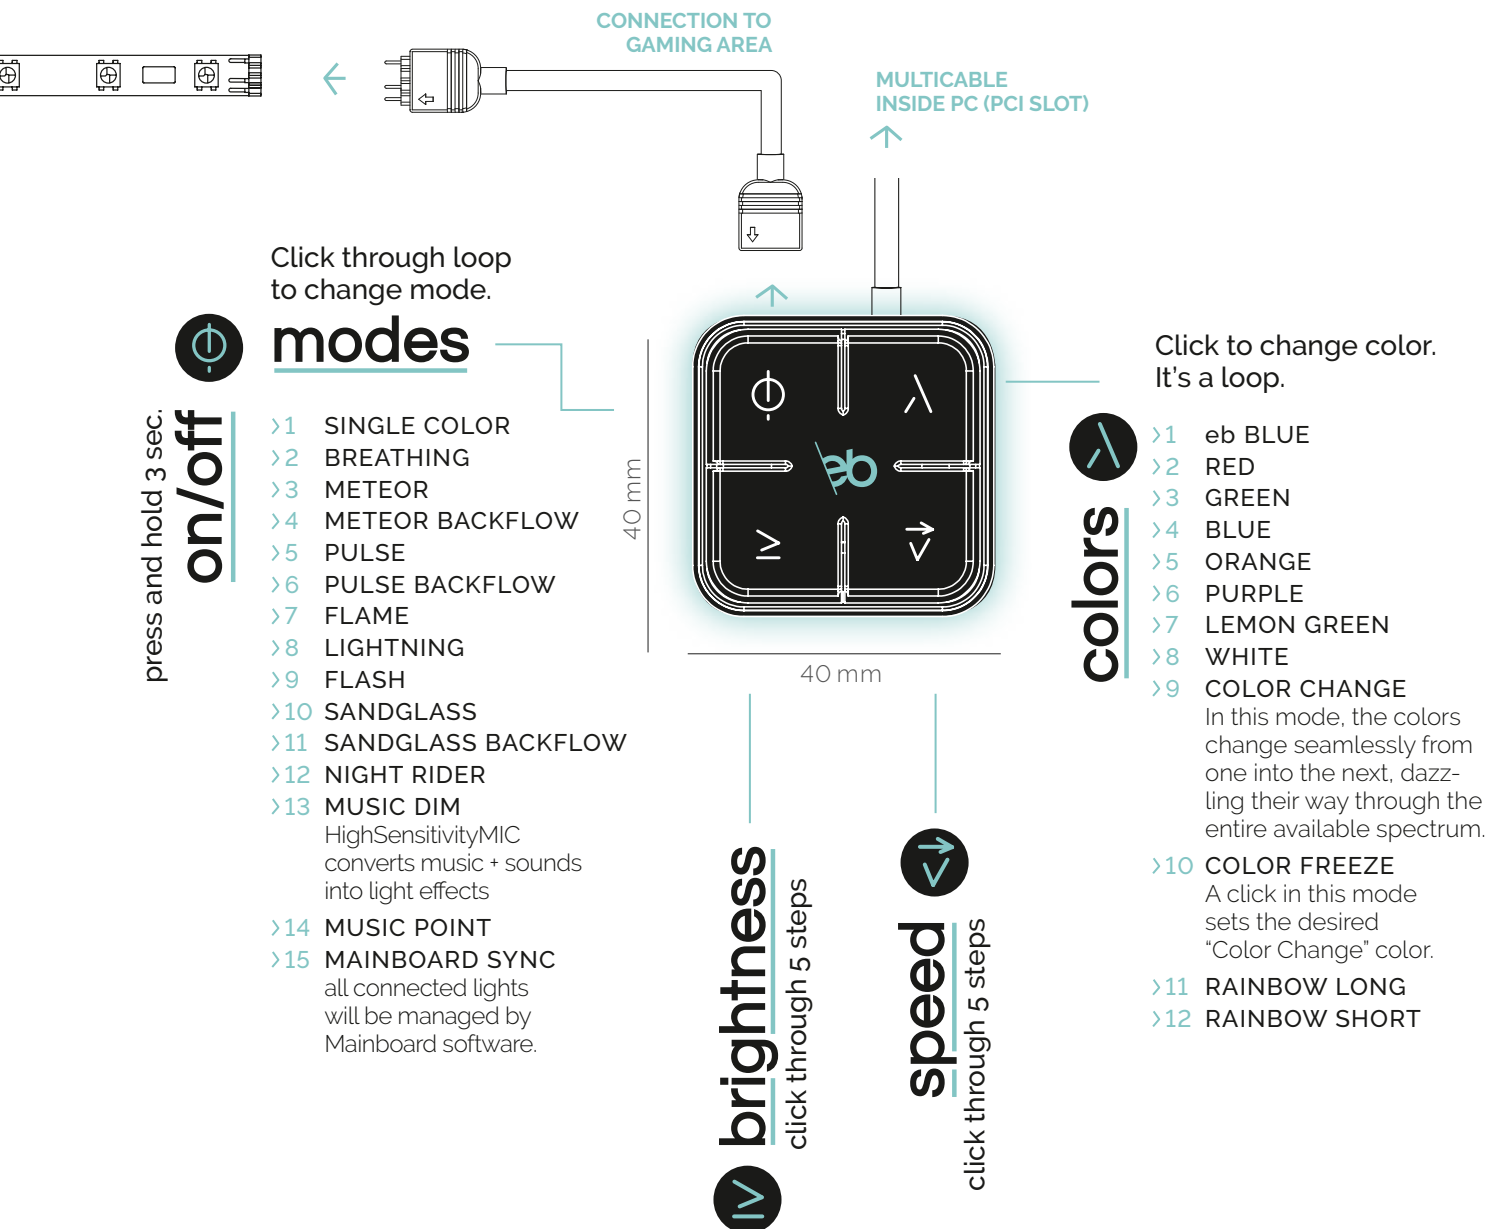 CONNECTION TO
GAMING AREA
MULTICABLE
INSIDE PC (PCI SLOT)
Click through loop
to change mode.
modes
on/off
press and hold 3 sec.
>1 SINGLE COLOR
>2 BREATHING
>3 METEOR
>4 METEOR BACKFLOW
>5 PULSE
>6 PULSE BACKFLOW
>7 FLAME
>8 LIGHTNING
>9 FLASH
>10 SANDGLASS
>11 SANDGLASS BACKFLOW
>12 NIGHT RIDER
>13 MUSIC DIM
HighSensitivityMIC
converts music + sounds
into light effects
>14 MUSIC POINT
>15 MAINBOARD SYNC
all connected lights
will be managed by
Mainboard software.
40 mm
eb
40 mm
brightness
click through 5 steps
speed
click through 5 steps
Click to change color.
It's a loop.
colors
>1 eb BLUE
>2 RED
>3 GREEN
>4 BLUE
>5 ORANGE
>6 PURPLE
>7 LEMON GREEN
>8 WHITE
>9 COLOR CHANGE
In this mode, the colors
change seamlessly from
one into the next, dazz-
ling their way through the
entire available spectrum.
>10 COLOR FREEZE
A click in this mode
sets the desired
“Color Change” color.
>11 RAINBOW LONG
>12 RAINBOW SHORT